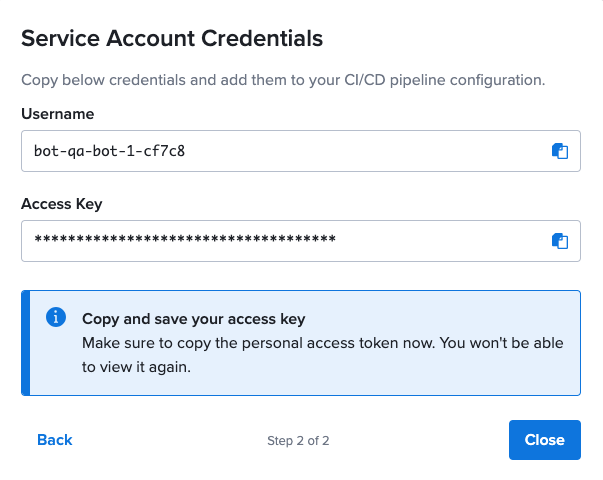 Service Account Credentials
Copy below credentials and add them to your CI/CD pipeline configuration.
Username
bot-qa-bot-1-cf7c8
Access Key
************************************
Copy and save your access key
Make sure to copy the personal access token now. You won't be able
to view it again.
Back
Step 2 of 2
Close